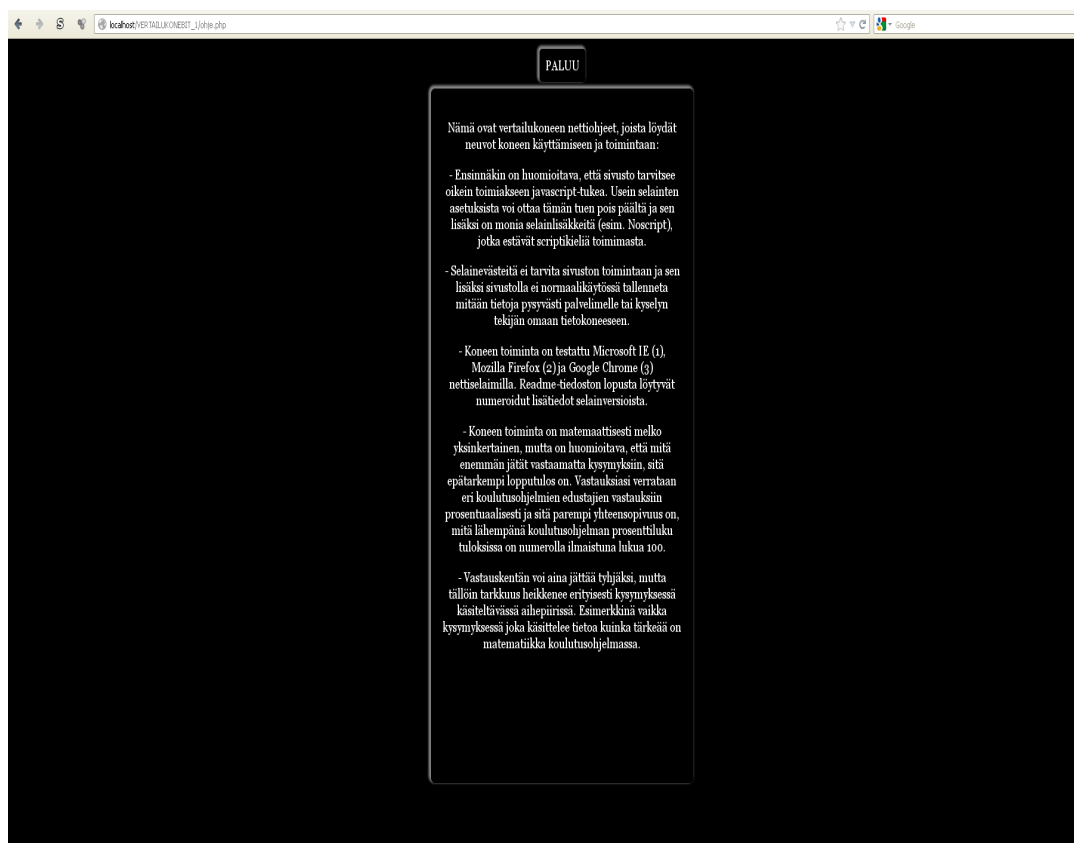 localhost/VERTAILUKONEBIT_1/ohje.php
Google
PALUU
Nämä ovat vertailukoneen nettiohjeet, joista löydät
neuvot koneen käyttämiseen ja toimintaan:
- Ensinnäkin on huomioitava, että sivusto tarvitsee
oikein toimiakseen javascript-tukea. Usein selainten
asetuksista voi ottaa tämän tuen pois päältä ja sen
lisäksi on monia selainlisäkkeitä (esim. Noscript),
jotka estävät scriptikieliä toimimasta.
- Selainevästeitä ei tarvita sivuston toimintaan ja sen
lisäksi sivustolla ei normaalikäytössä tallenneta
mitään tietoja pysyvästi palvelimelle tai kyselyn
tekijän omaan tietokoneeseen.
- Koneen toiminta on testattu Microsoft IE (1),
Mozilla Firefox (2) ja Google Chrome (3)
nettiselaimilla. Readme-tiedoston lopusta löytyvät
numeroidut lisätiedot selainversioista.
- Koneen toiminta on matemaattisesti melko
yksinkertainen, mutta on huomioitava, että mitä
enemmän jätät vastaamatta kysymyksiin, sitä
epätarkempi lopputulos on. Vastauksiasi verrataan
eri koulutusohjelmien edustajien vastauksiin
prosentuaalisesti ja sitä parempi yhteensopivuus on,
mitä lähempänä koulutusohjelman prosenttiluku
tuloksissa on numerolla ilmaistuna lukua 100.
- Vastauskentän voi aina jättää tyhjäksi, mutta
tällöin tarkkuus heikkenee erityisesti kysymyksessä
käsiteltävässä aihepiirissä. Esimerkkinä vaikka
kysymyksessä joka käsittelee tietoa kuinka tärkeää on
matematiikka koulutusohjelmassa.